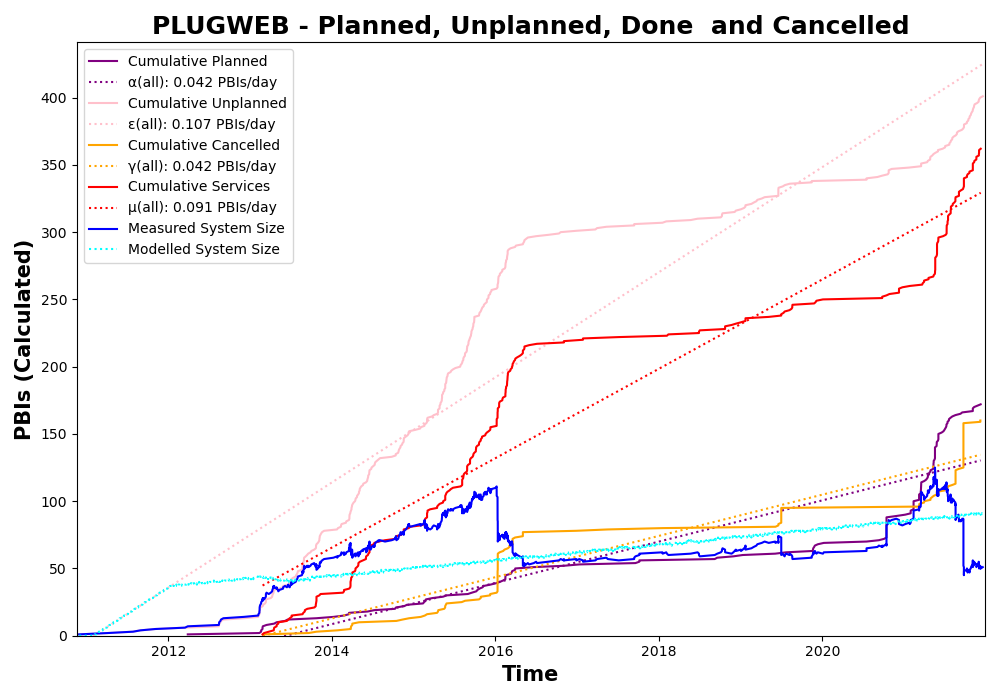 PLUGWEB - Planned, Unplanned, Done  and Cancelled
Cumulative Planned
α(all): 0.042 PBIs/day
Cumulative Unplanned
ε(all): 0.107 PBIs/day
Cumulative Cancelled
γ(all): 0.042 PBIs/day
Cumulative Services
μ(all): 0.091 PBIs/day
Measured System Size
Modelled System Size
PBIs (Calculated)
400
350
300
250
200
150
100
50
0
2012
2014
2016
2018
2020
Time